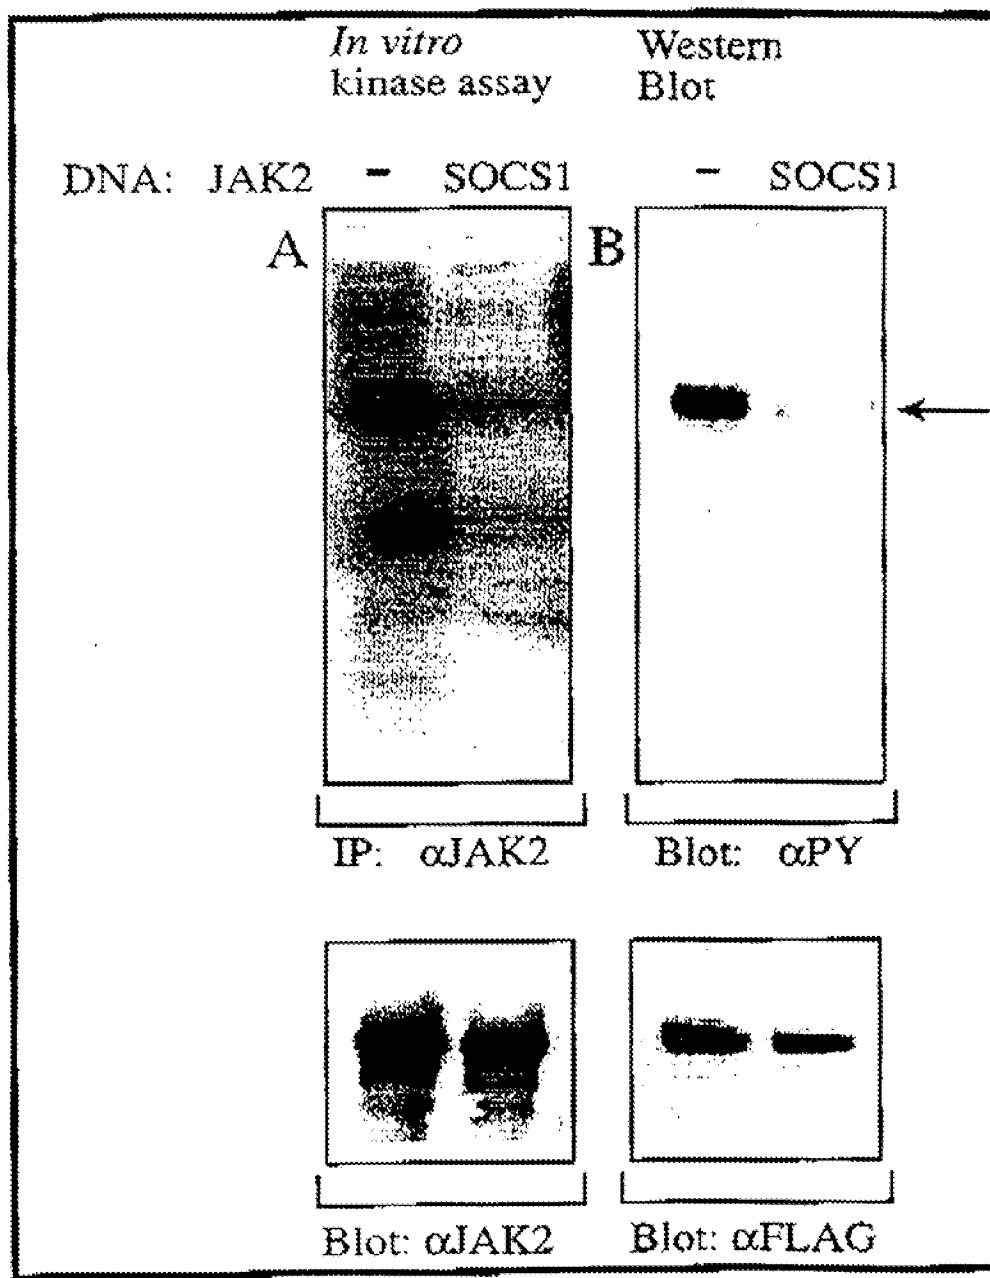 In vitro
kinase assay
Western
Blot
DNA: JAK2 - SOCS1 - SOCS1
A
B
IP: αJAK2
Blot: αPY
Blot: αJAK2
Blot: αFLAG